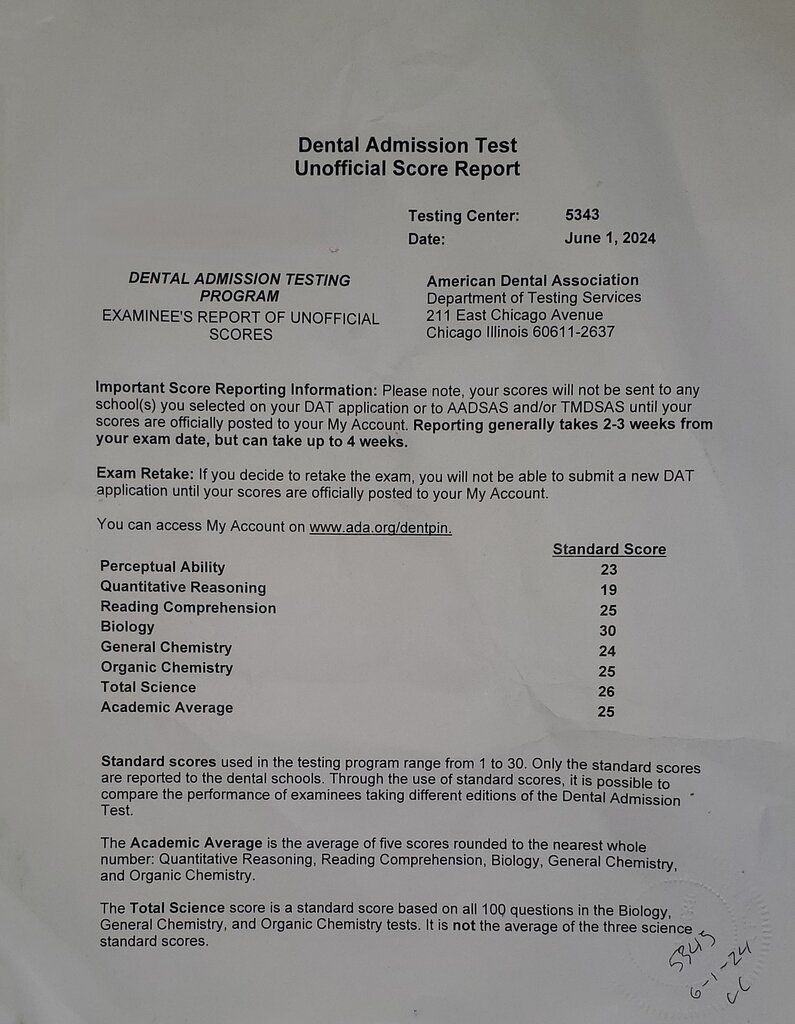 Dental Admission Test
Unofficial Score Report
Testing Center: 5343
Date: June 1, 2024
DENTAL ADMISSION TESTING
PROGRAM
EXAMINEE'S REPORT OF UNOFFICIAL
SCORES
American Dental Association
Department of Testing Services
211 East Chicago Avenue
Chicago Illinois 60611-2637
Important Score Reporting Information: Please note, your scores will not be sent to any
school(s) you selected on your DAT application or to AADSAS and/or TMDSAS until your
scores are officially posted to your My Account. Reporting generally takes 2-3 weeks from
your exam date, but can take up to 4 weeks.
Exam Retake: If you decide to retake the exam, you will not be able to submit a new DAT
application until your scores are officially posted to your My Account.
You can access My Account on www.ada.org/dentpin.
Standard Score
Perceptual Ability 23
Quantitative Reasoning 19
Reading Comprehension 25
Biology 30
General Chemistry 24
Organic Chemistry 25
Total Science 26
Academic Average 25
Standard scores used in the testing program range from 1 to 30. Only the standard scores
are reported to the dental schools. Through the use of standard scores, it is possible to
compare the performance of examinees taking different editions of the Dental Admission
Test.
The Academic Average is the average of five scores rounded to the nearest whole
number: Quantitative Reasoning, Reading Comprehension, Biology, General Chemistry,
and Organic Chemistry.
The Total Science score is a standard score based on all 100 questions in the Biology,
General Chemistry, and Organic Chemistry tests. It is not the average of the three science
standard scores.
5343
6-1-24
CC